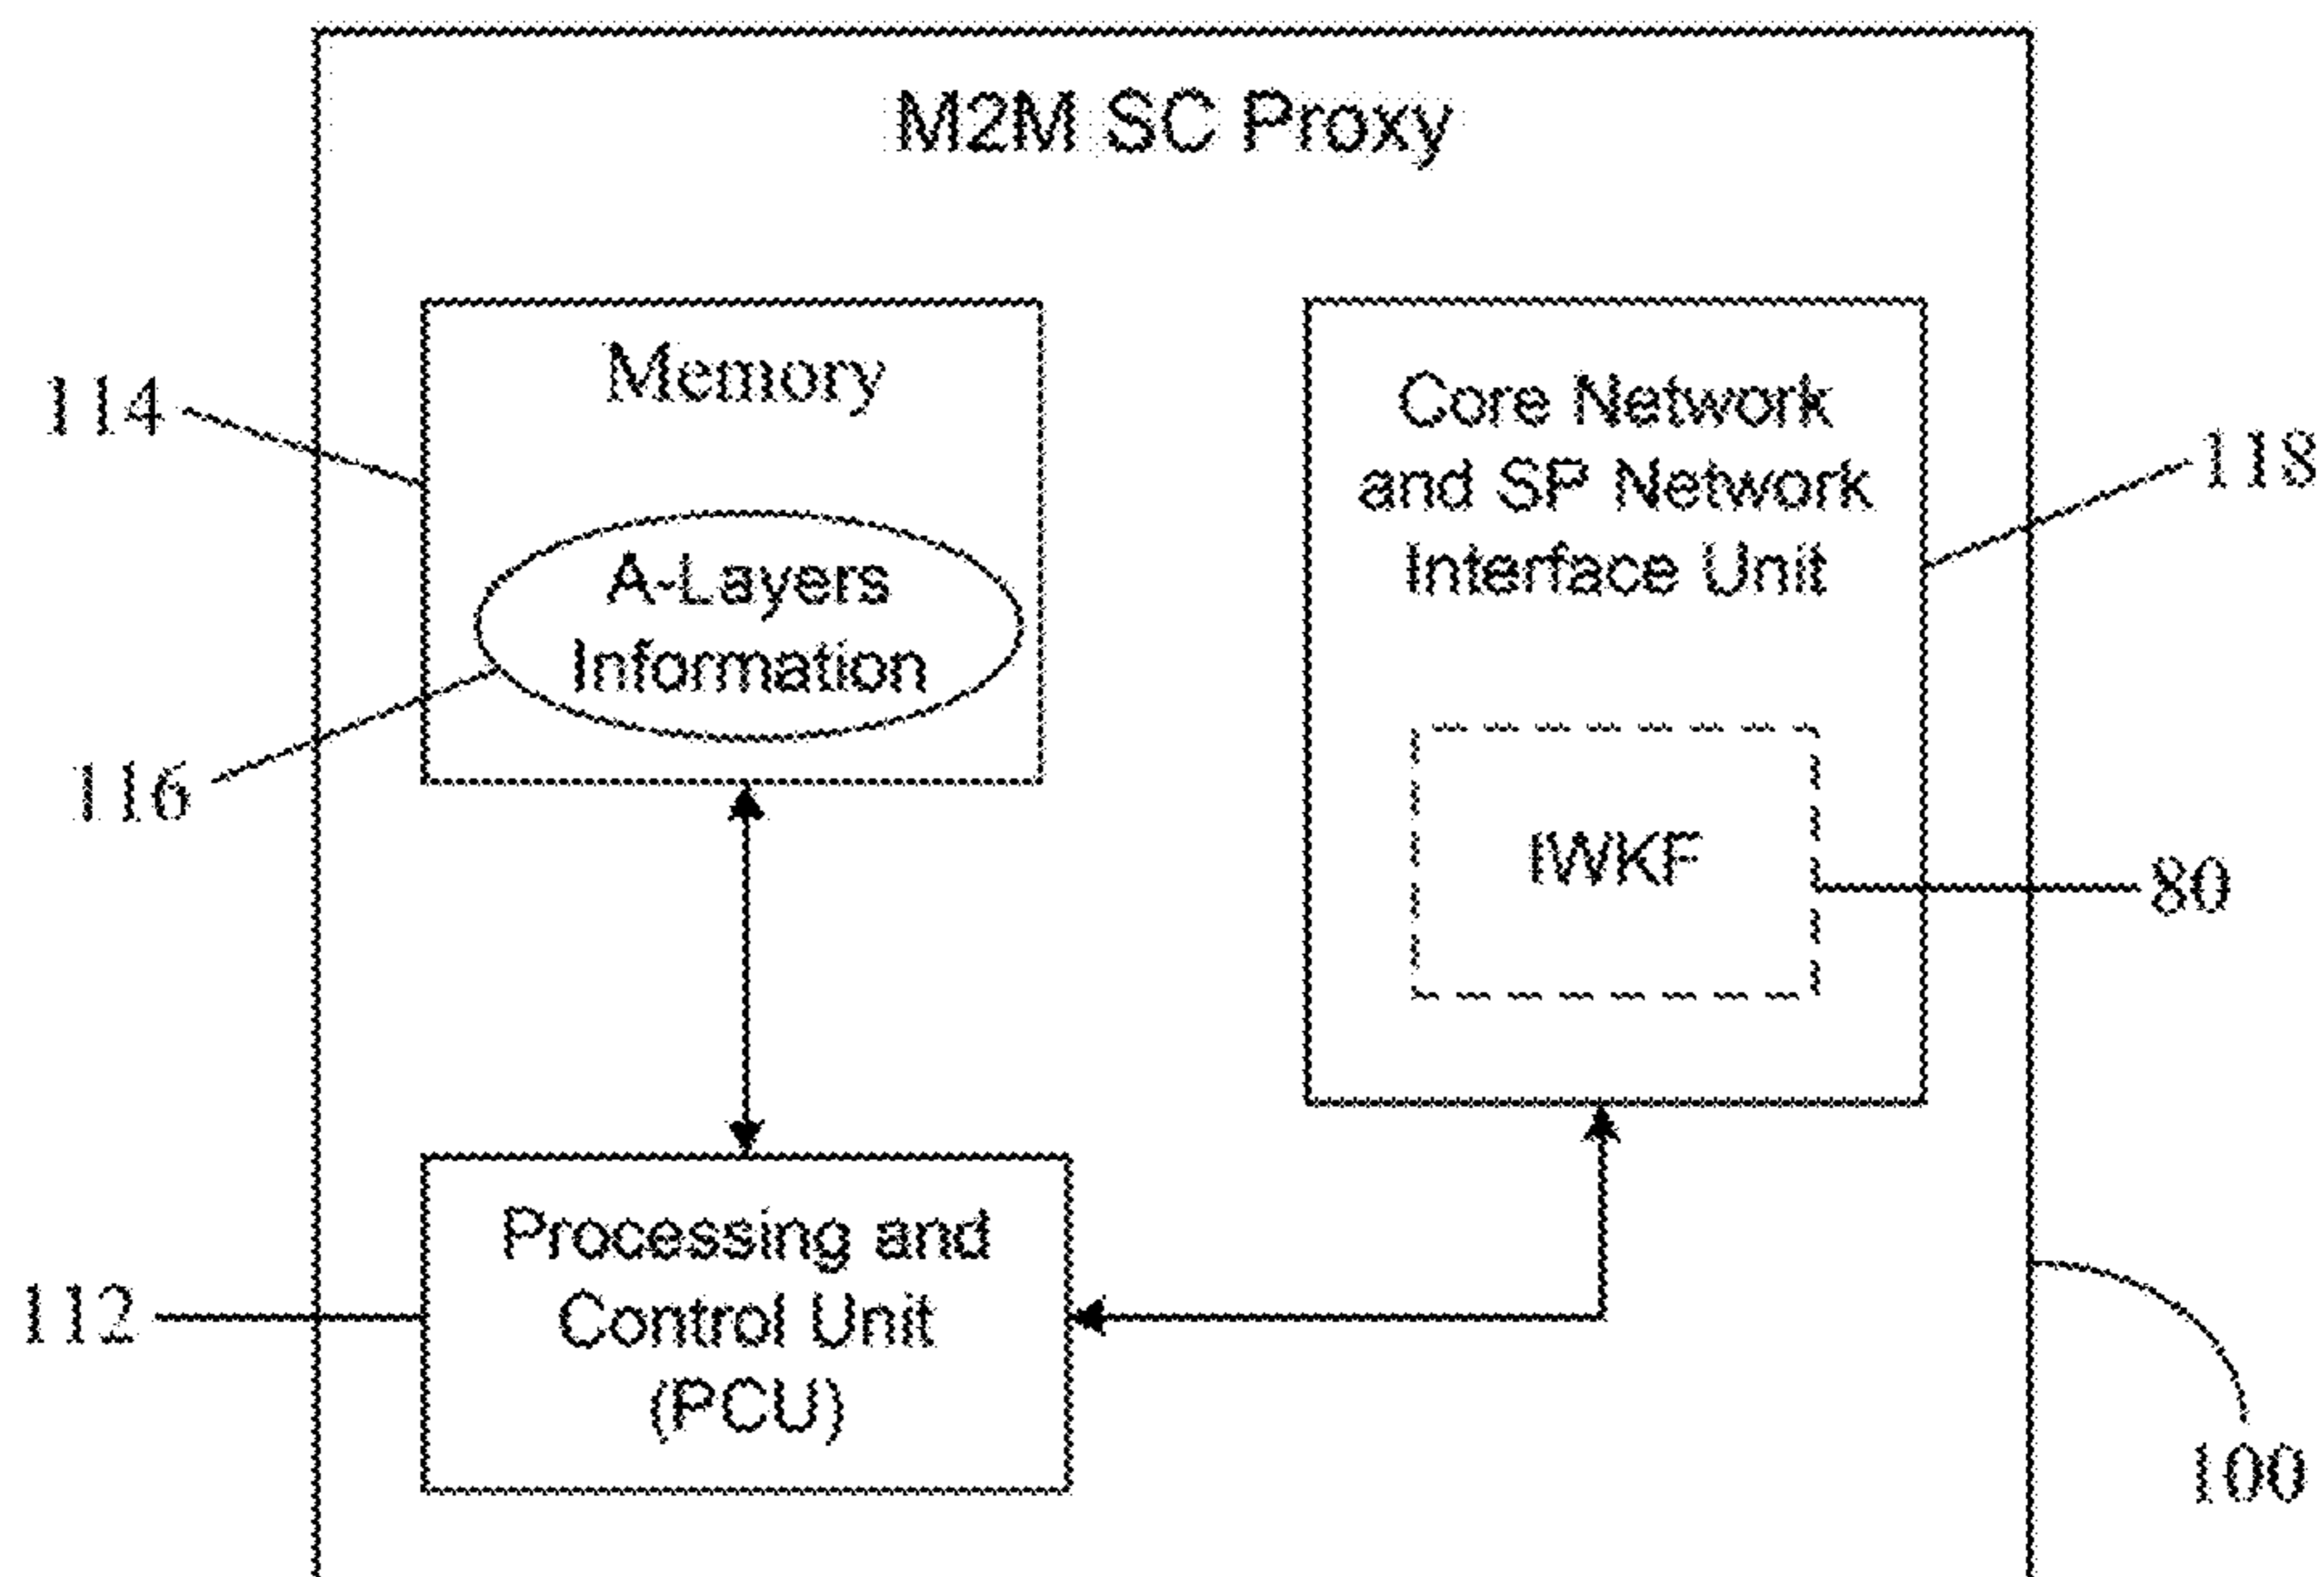 M2M SC Proxy
Memory
114
A-Layers
Information
116
Core Network
and SP Network
Interface Unit
118
IWKF
80
Processing and
Control Unit
(PCU)
112
100